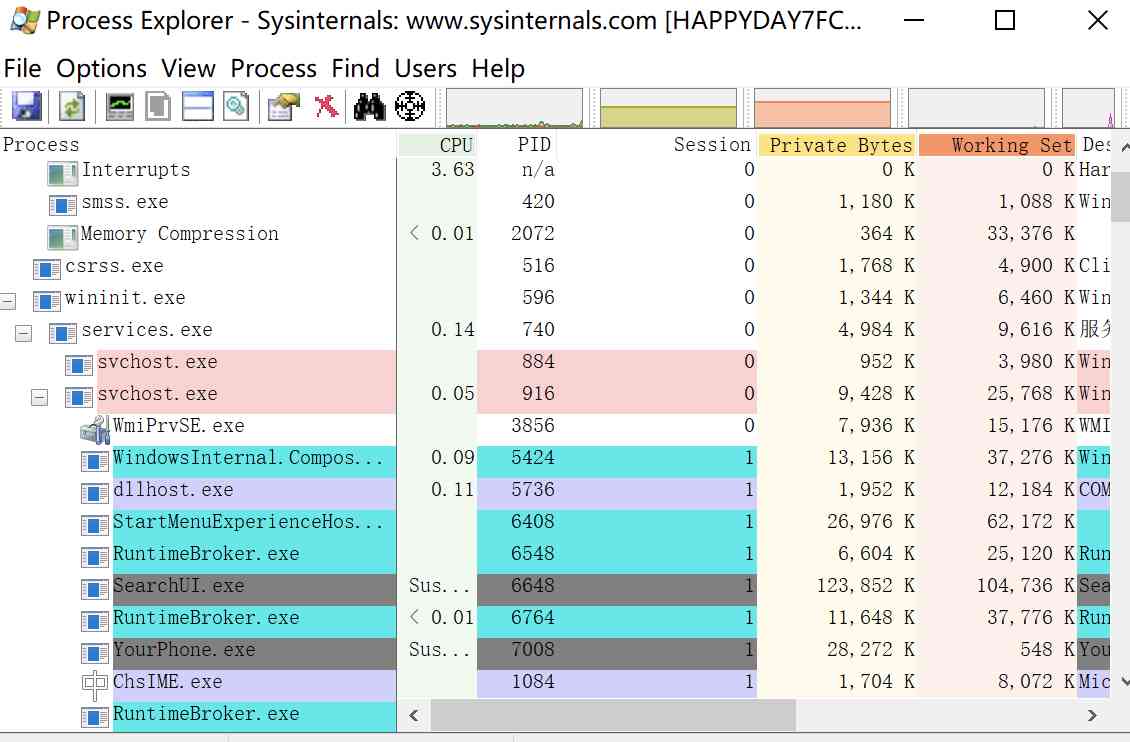 Process Explorer - Sysinternals: www.sysinternals.com [HAPPYDAY7FC...
File Options View Process Find Users Help
Process CPU PID Session Private Bytes Working Set Des
Interrupts 3.63 n/a 0 0 K 0 K Har
smss.exe 420 0 1,180 K 1,088 K Win
Memory Compression < 0.01 2072 0 364 K 33,376 K
csrss.exe 516 0 1,768 K 4,900 K Cli
wininit.exe 596 0 1,344 K 6,460 K Win
services.exe 0.14 740 0 4,984 K 9,616 K 服务
svchost.exe 884 0 952 K 3,980 K Win
svchost.exe 0.05 916 0 9,428 K 25,768 K Win
WmiPrvSE.exe 3856 0 7,936 K 15,176 K WMI
WindowsInternal.Compos... 0.09 5424 1 13,156 K 37,276 K Win
dllhost.exe 0.11 5736 1 1,952 K 12,184 K COM
StartMenuExperienceHos... 6408 1 26,976 K 62,172 K
RuntimeBroker.exe 6548 1 6,604 K 25,120 K Run
SearchUI.exe Sus... 6648 1 123,852 K 104,736 K Sea
RuntimeBroker.exe < 0.01 6764 1 11,648 K 37,776 K Run
YourPhone.exe Sus... 7008 1 28,272 K 548 K You
ChsIME.exe 1084 1 1,704 K 8,072 K Mic
RuntimeBroker.exe